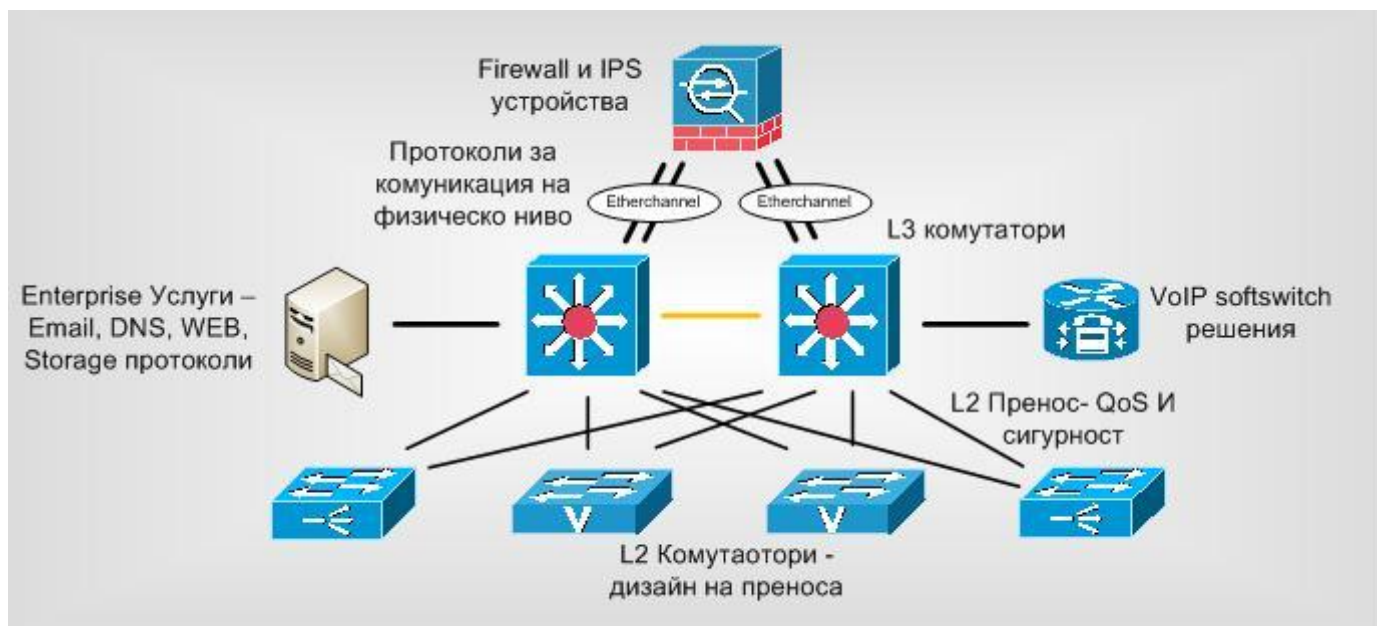 Firewall и IPS
устройства
Протоколи за
комуникация на
физическо ниво
Etherchannel
Etherchannel
L3 комутатори
Enterprise Услуги –
Email, DNS, WEB,
Storage протоколи
VoIP softswitch
решения
L2 Пренос- QoS И
сигурност
V
V
L2 Комутаотори -
дизайн на преноса